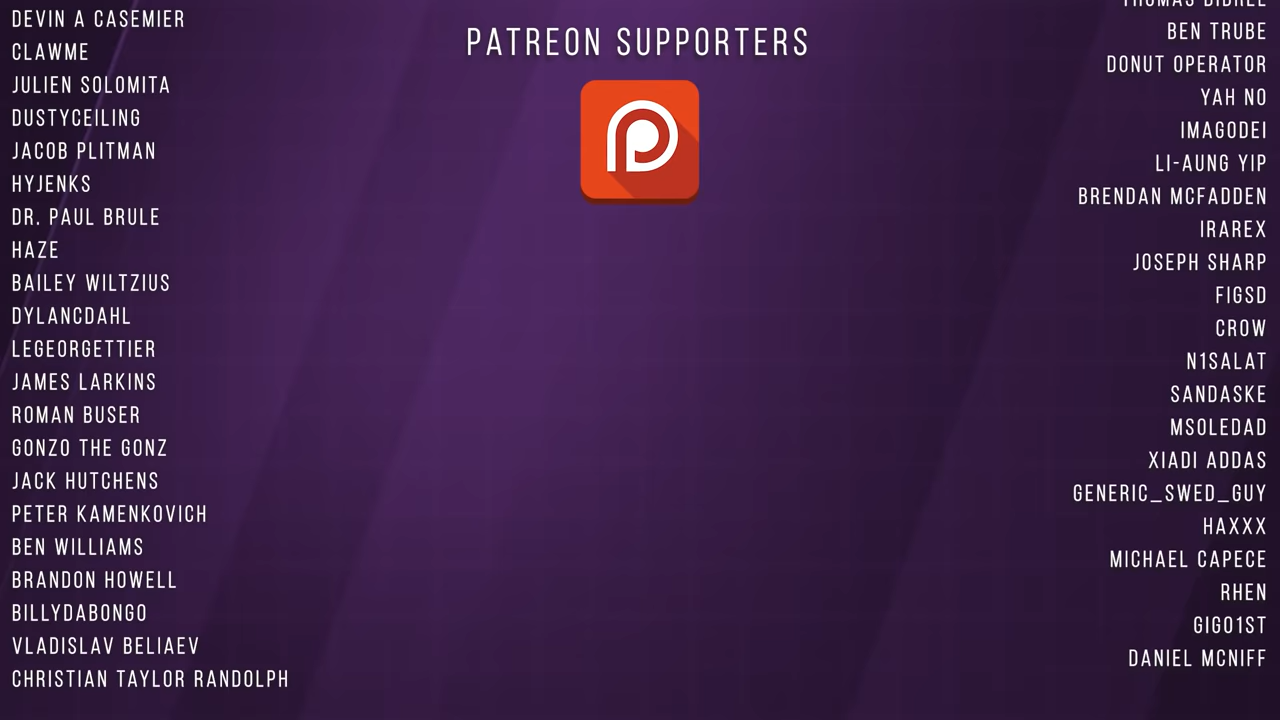 PATREON SUPPORTERS
DEVIN A CASEMIER
CLAWME
JULIEN SOLOMITA
DUSTYCEILING
JACOB PLITMAN
HYJENKS
DR. PAUL BRULE
HAZE
BAILEY WILTZIUS
DYLANCDAHL
LEGEORGETTIER
JAMES LARKINS
ROMAN BUSER
GONZO THE GONZ
JACK HUTCHENS
PETER KAMENKOVICH
BEN WILLIAMS
BRANDON HOWELL
BILLYDABONGO
VLADISLAV BELIAEV
CHRISTIAN TAYLOR RANDOLPH
BEN TRUBE
DONUT OPERATOR
YAH NO
IMAGODEI
LI-AUNG YIP
BRENDAN MCFADDEN
IRAREX
JOSEPH SHARP
FIGSD
CROW
N1SALAT
SANDASKE
MSOLEDAD
XIADI ADDAS
GENERIC_SWED_GUY
HAXXX
MICHAEL CAPECE
RHEN
GIGO1ST
DANIEL MCNIFF